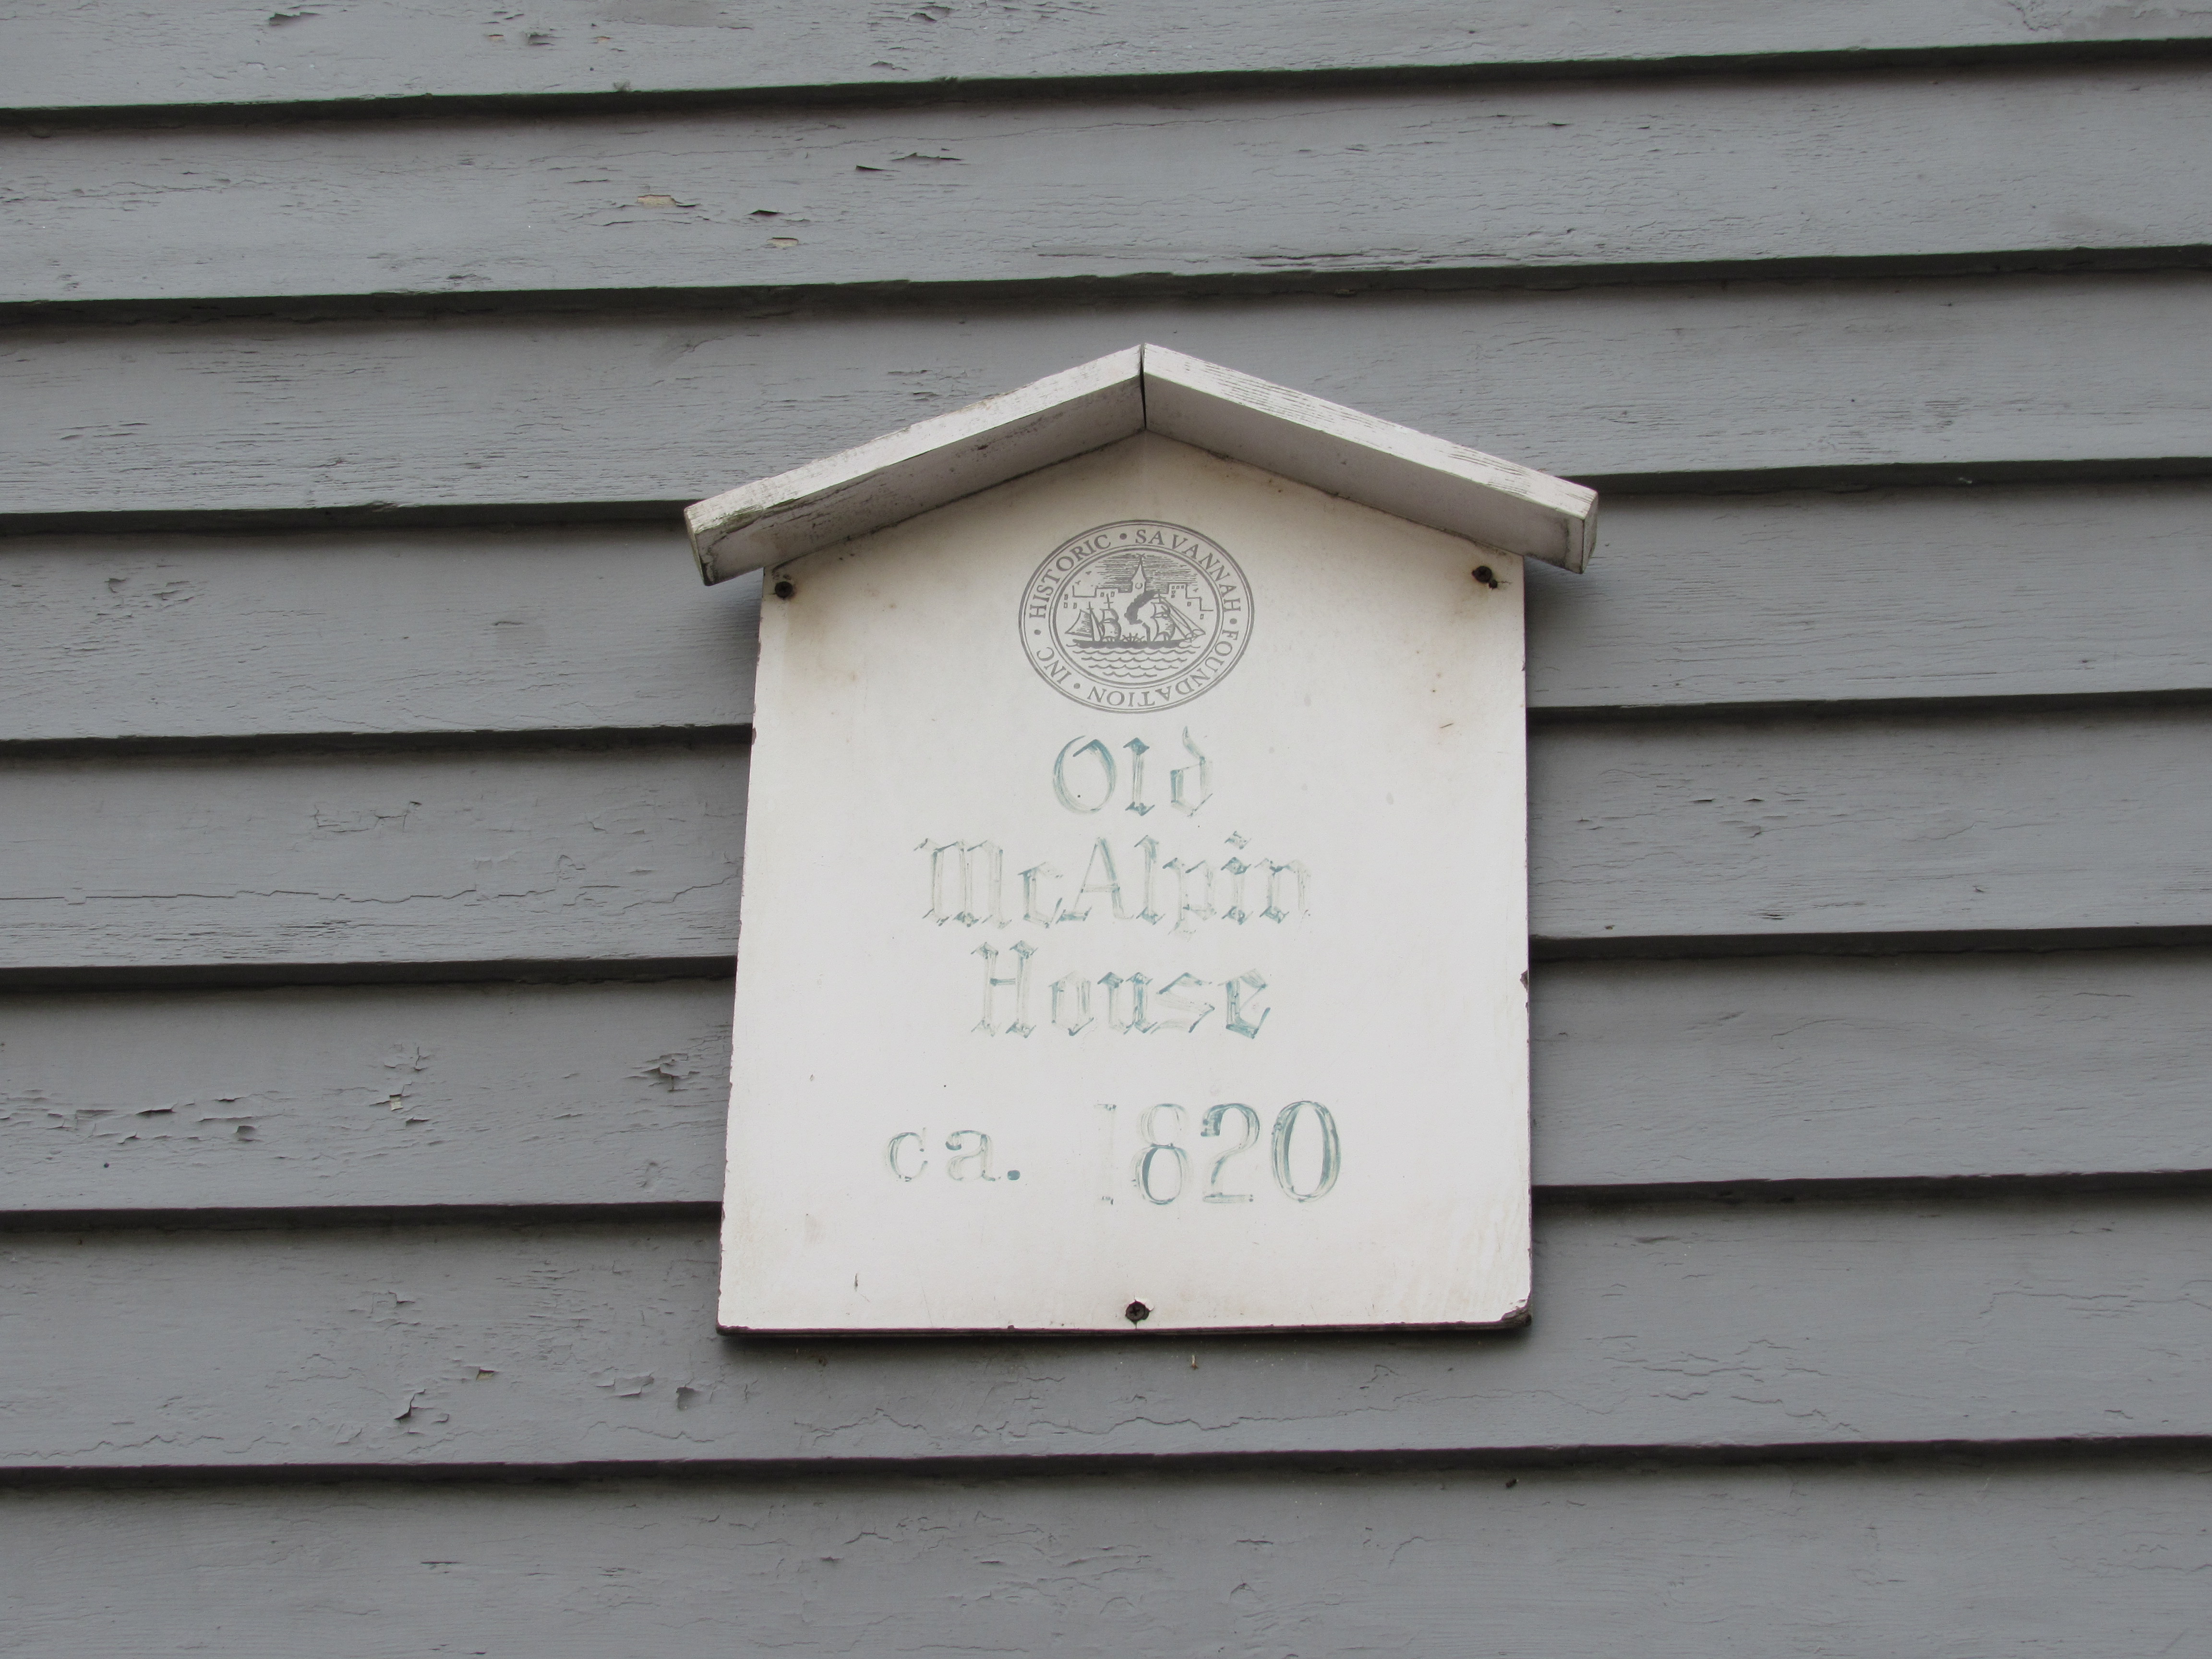 HISTORIC • SAVANNAH • FOUNDATION • INC •
Old
McAlpin
House
ca. 1820